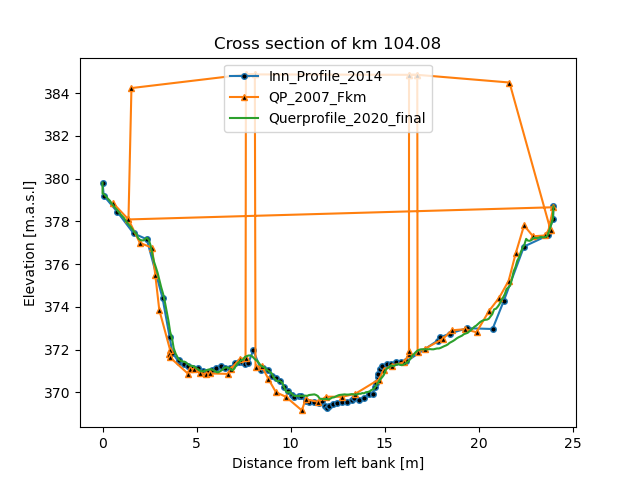 Cross section of km 104.08
Inn_Profile_2014
QP_2007_Fkm
Querprofile_2020_final
Elevation [m.a.s.l]
384
382
380
378
376
374
372
370
0 5 10 15 20 25
Distance from left bank [m]